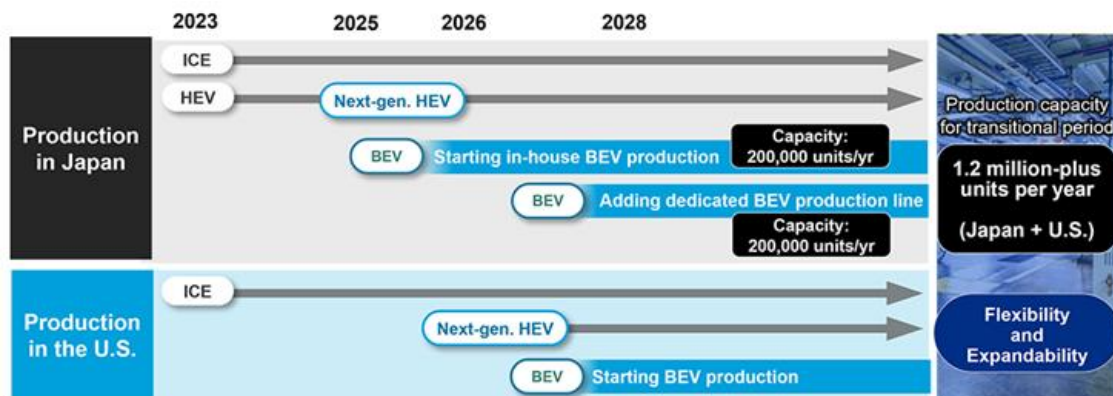 2023 2025 2026 2028
Production
in Japan
ICE
HEV
Next-gen. HEV
BEV
Starting in-house BEV production
Capacity:
200,000 units/yr
BEV
Adding dedicated BEV production line
Capacity:
200,000 units/yr
Production
in the U.S.
ICE
Next-gen. HEV
BEV
Starting BEV production
Production capacity
for transitional period
1.2 million-plus
units per year
(Japan + U.S.)
Flexibility
and
Expandability